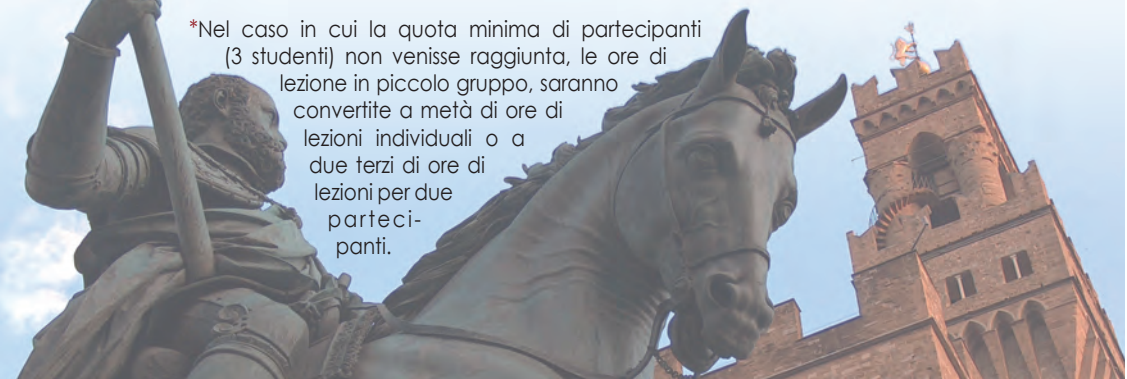 *Nel caso in cui la quota minima di partecipanti
(3 studenti) non venisse raggiunta, le ore di
lezione in piccolo gruppo, saranno
convertite a metà di ore di
lezioni individuali o a
due terzi di ore di
lezioni per due
parteci-
panti.